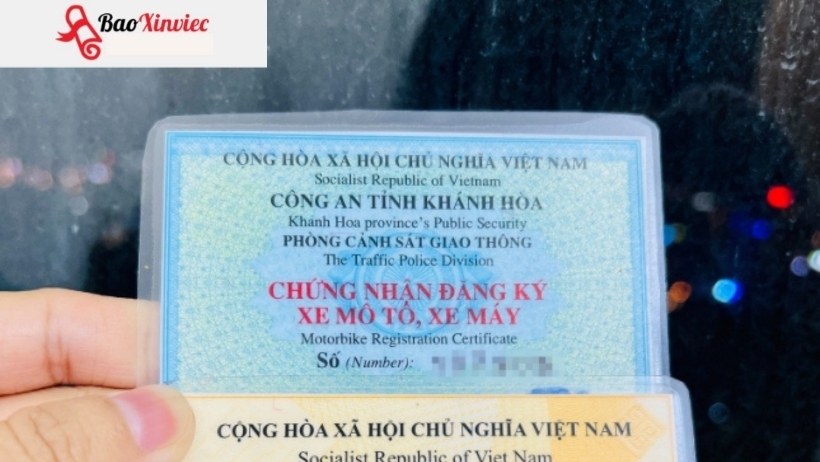 BaoXinviec
CỘNG HÒA XÃ HỘI CHỦ NGHĨA VIỆT NAM
Socialist Republic of Vietnam
CÔNG AN TỈNH KHÁNH HÒA
Khanh Hoa province's Public Security
PHÒNG CẢNH SÁT GIAO THÔNG
The Traffic Police Division
CHỨNG NHẬN ĐĂNG KÝ
XE MÔ TÔ, XE MÁY
Motorbike Registration Certificate
Số (Number):
CỘNG HÒA XÃ HỘI CHỦ NGHĨA VIỆT NAM
Socialist Republic of Viet Nam